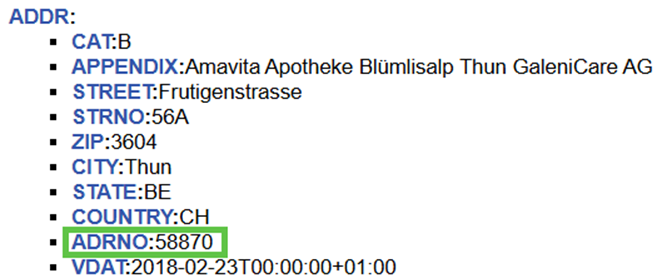 ADDR:
CAT:B
APPENDIX:Amavita Apotheke Blümlisalp Thun GaleniCare AG
STREET:Frutigenstrasse
STRNO:56A
ZIP:3604
CITY:Thun
STATE:BE
COUNTRY:CH
ADRNO:58870
VDAT:2018-02-23T00:00:00+01:00